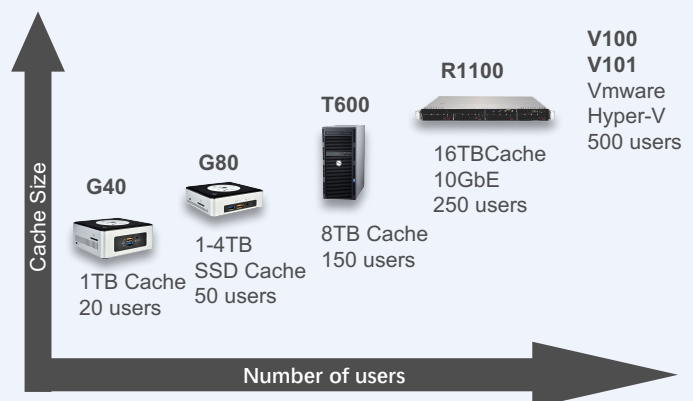 Cache Size
G40
1TB Cache
20 users
G80
1-4TB
SSD Cache
50 users
T600
8TB Cache
150 users
R1100
16TBCache
10GbE
250 users
V100
V101
Vmware
Hyper-V
500 users
Number of users